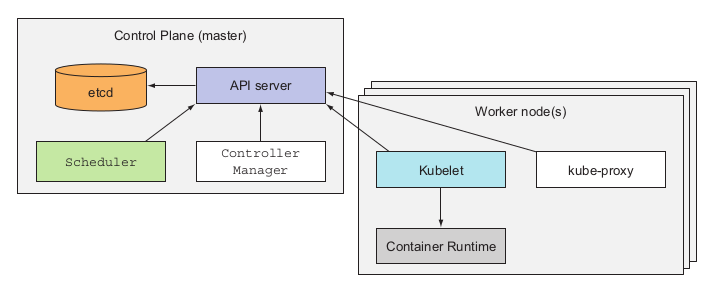 Control Plane (master)
etcd
API server
Scheduler
Controller
Manager
Worker node(s)
Kubelet
kube-proxy
Container Runtime